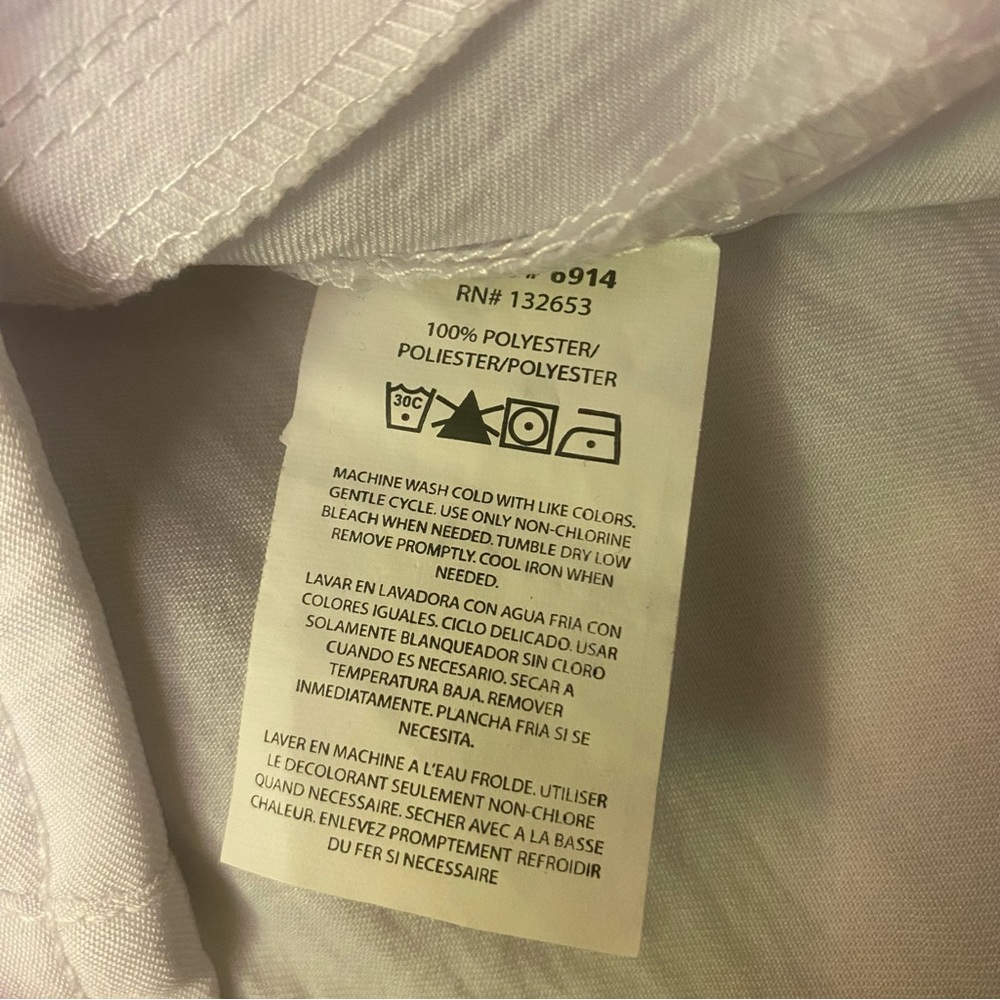 # 6914
RN# 132653
100% POLYESTER/
POLIESTER/POLYESTER
30C
MACHINE WASH COLD WITH LIKE COLORS.
GENTLE CYCLE. USE ONLY NON-CHLORINE
BLEACH WHEN NEEDED. TUMBLE DRY LOW
REMOVE PROMPTLY. COOL IRON WHEN
NEEDED.
LAVAR EN LAVADORA CON AGUA FRIA CON
COLORES IGUALES. CICLO DELICADO. USAR
SOLAMENTE BLANQUEADOR SIN CLORO
CUANDO ES NECESARIO. SECAR A
TEMPERATURA BAJA. REMOVER
INMEDIATAMENTE. PLANCHA FRIA SI SE
NECESITA.
LAVER EN MACHINE A L'EAU FROLDE. UTILISER
LE DECOLORANT SEULEMENT NON-CHLORE
QUAND NECESSAIRE. SECHER AVEC A LA BASSE
CHALEUR. ENLEVEZ PROMPTEMENT REFROIDIR
DU FER SI NECESSAIRE